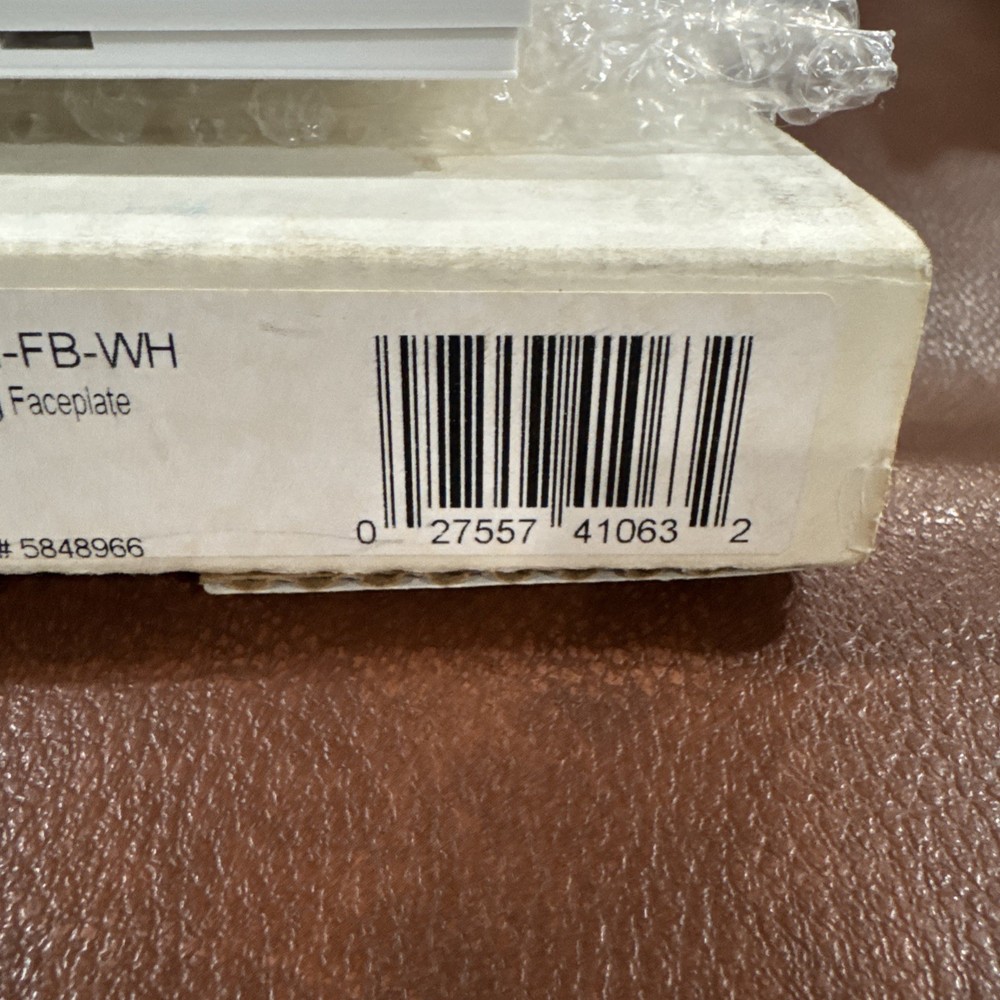 -FB-WH
Faceplate
# 5848966
0 27557 41063 2